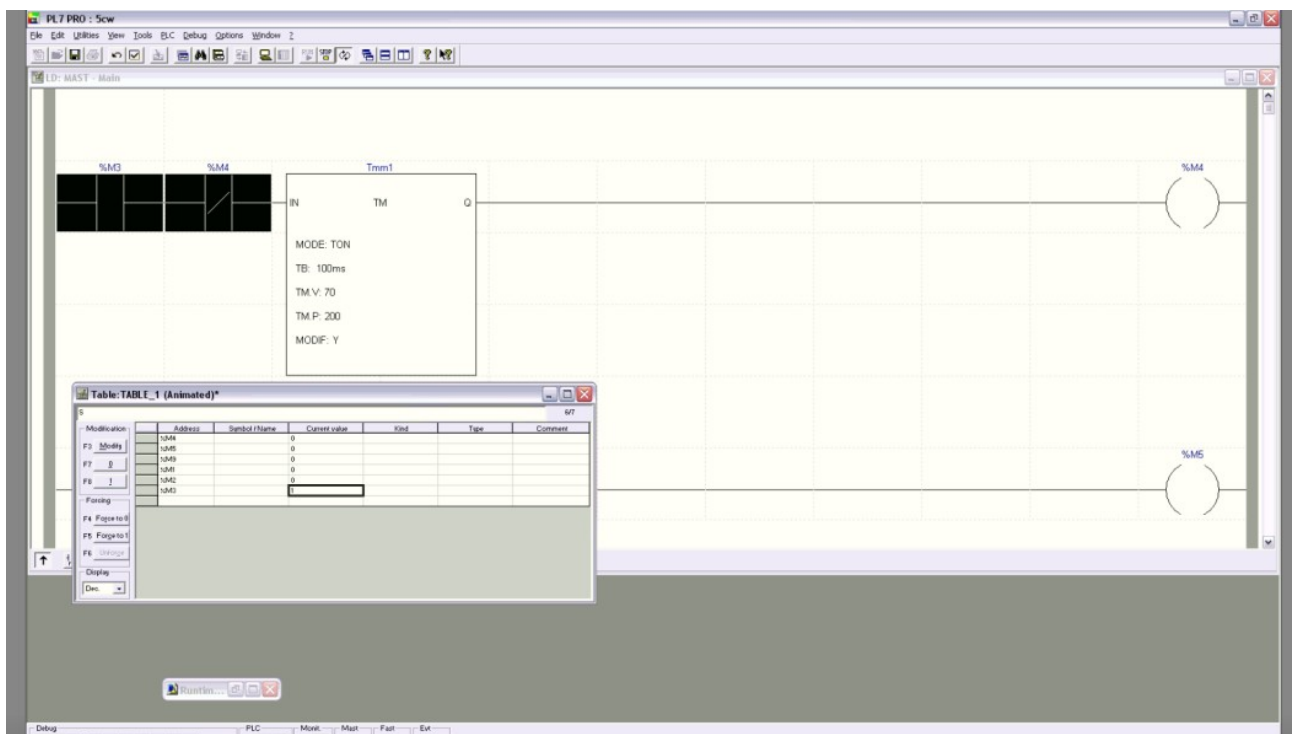 PL7 PRO : 5cw
File Edit Utilities View Tools PLC Debug Options Window ?
LD: MAST - Main
%M3 %M4 Tmm1 %M4
IN TM Q
MODE: TON
TB: 100ms
TM.V: 70
TM.P: 200
MODIF: Y
Table:TABLE_1 (Animated)*
6/7
Modification Address Current value Kind Type Comment
%M4 0
F3 Modify %M5 0
%M9 0
F7 0 %M1 0
F8 1 %M2 0
%M3 1
Forcing
F4 Force to 0
F5 Force to 1
F6 Unforce
Display
Dec.
%M5
Runtim...
Debug PLC Monit. Mast Fast Evt